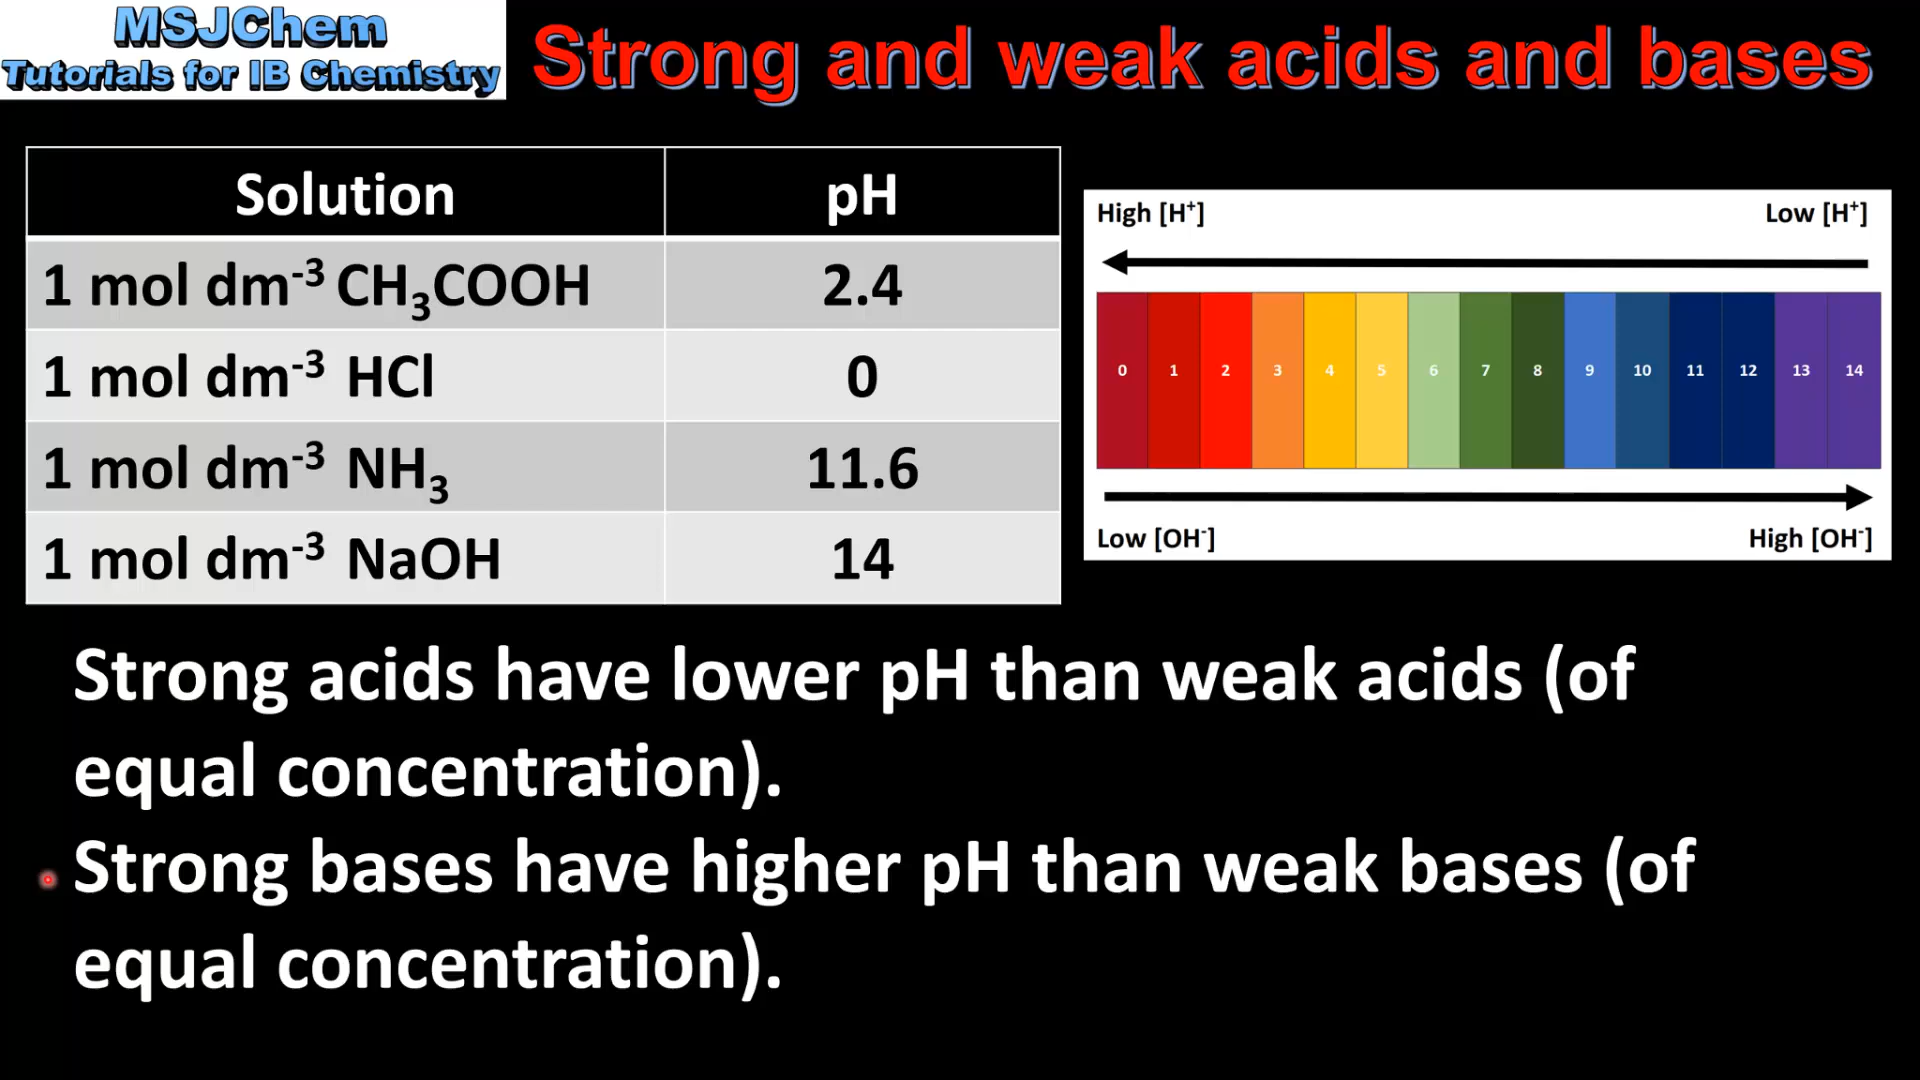 MSJChem
Tutorials for IB Chemistry
Strong and weak acids and bases
Solution pH
1 mol dm⁻³ CH₃COOH 2.4
1 mol dm⁻³ HCl 0
1 mol dm⁻³ NH₃ 11.6
1 mol dm⁻³ NaOH 14
High [H⁺] Low [H⁺]
0 1 2 3 4 5 6 7 8 9 10 11 12 13 14
Low [OH⁻] High [OH⁻]
Strong acids have lower pH than weak acids (of
equal concentration).
Strong bases have higher pH than weak bases (of
equal concentration).